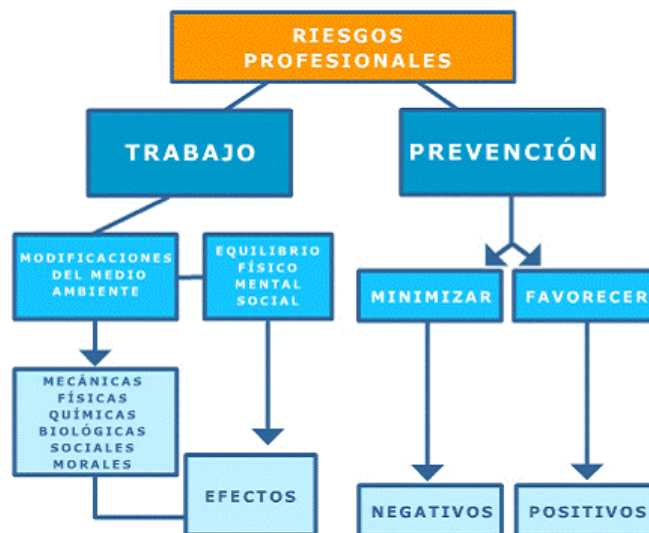 RIESGOS
PROFESIONALES
TRABAJO
PREVENCIÓN
MODIFICACIONES
DEL MEDIO
AMBIENTE
EQUILIBRIO
FÍSICO
MENTAL
SOCIAL
MINIMIZAR
FAVORECER
MECÁNICAS
FÍSICAS
QUÍMICAS
BIOLÓGICAS
SOCIALES
MORALES
EFECTOS
NEGATIVOS
POSITIVOS